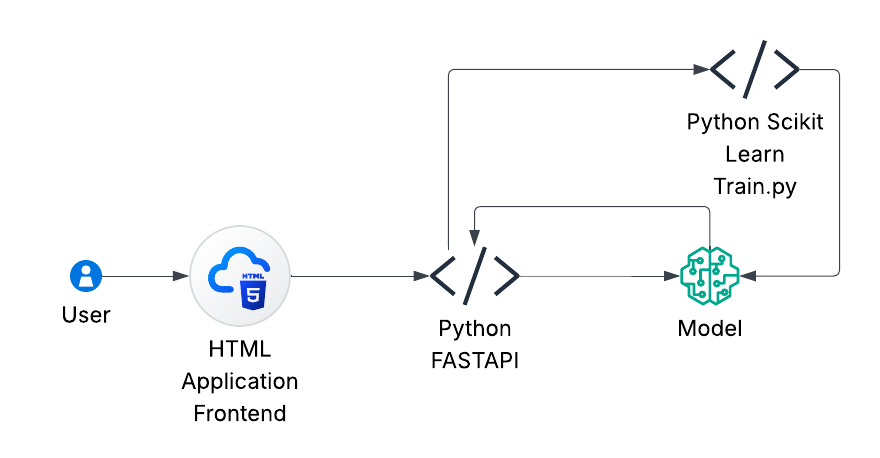 Python Scikit
Learn
Train.py
User
HTML
5
HTML
Application
Frontend
Python
FASTAPI
Model